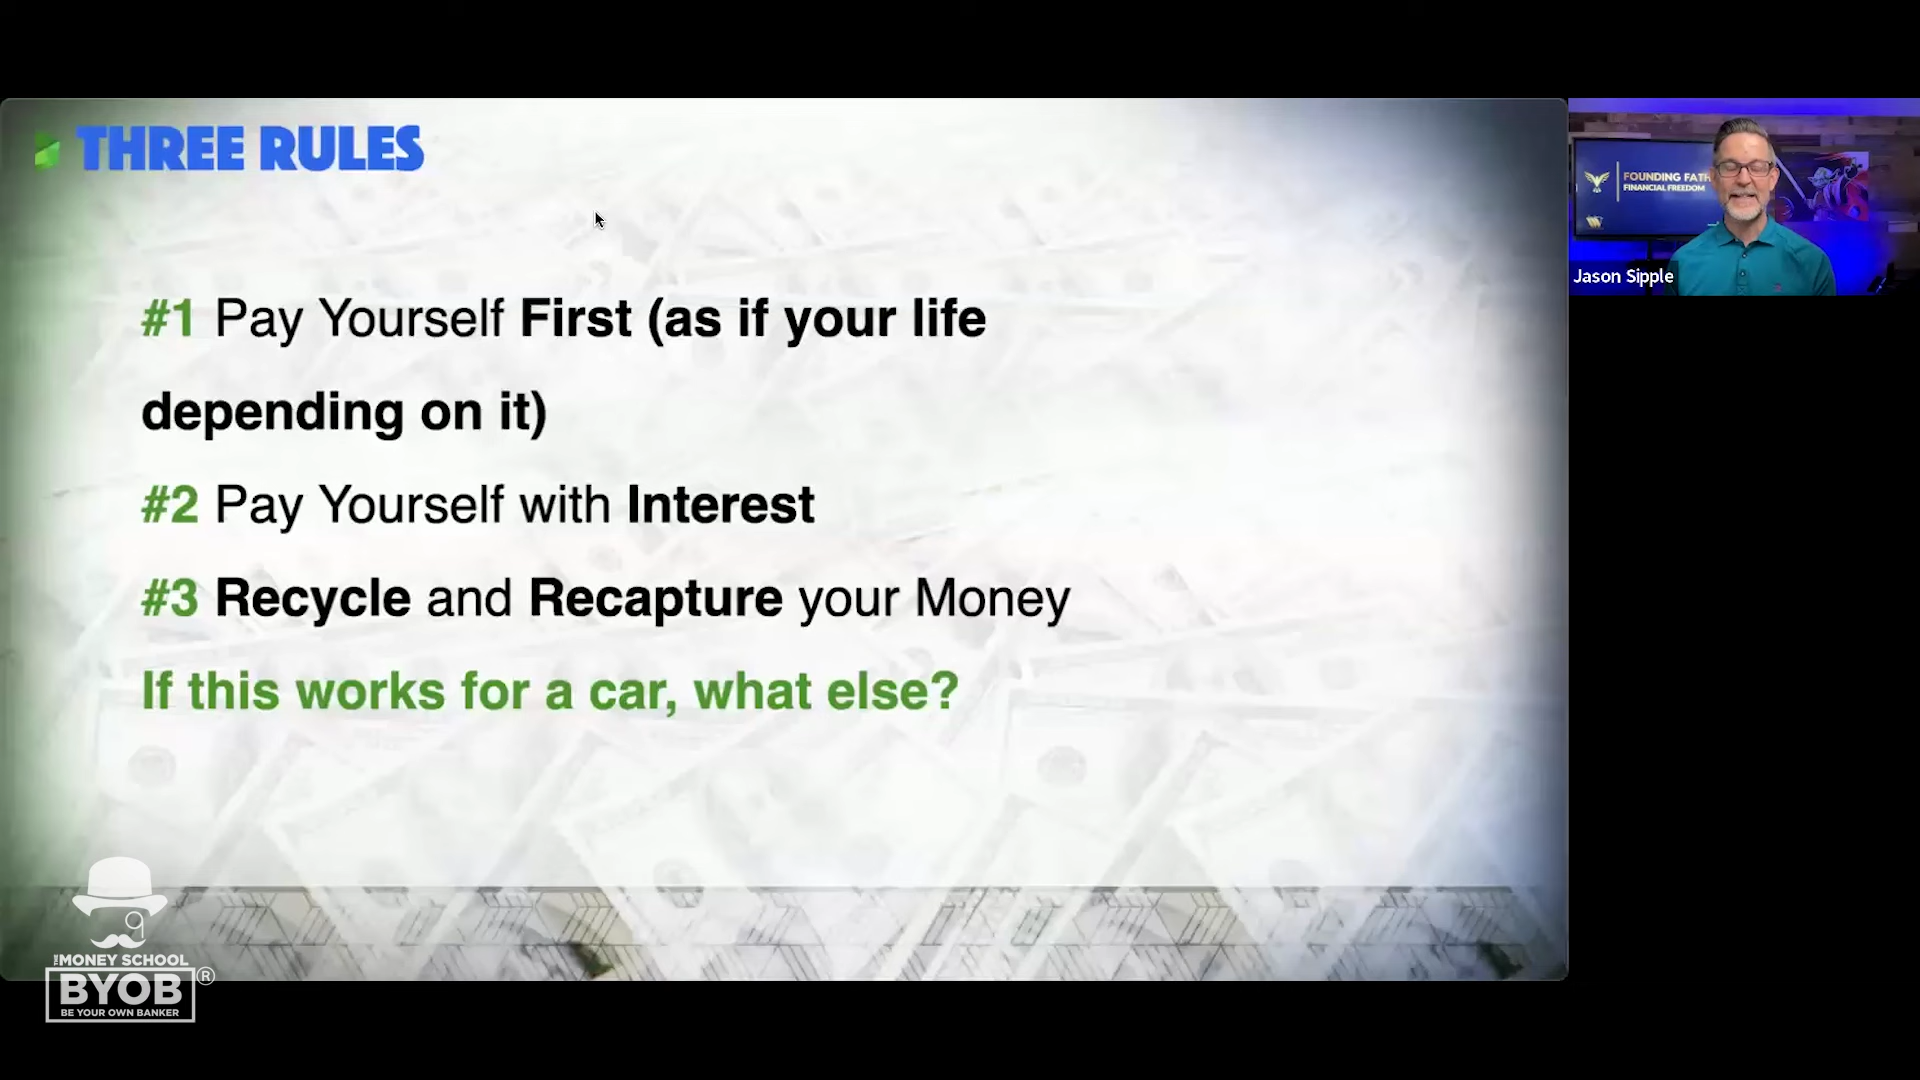 THREE RULES
#1 Pay Yourself First (as if your life
depending on it)
#2 Pay Yourself with Interest
#3 Recycle and Recapture your Money
If this works for a car, what else?
FOUNDING FATH
FINANCIAL FREEDOM
Jason Sipple
THE MONEY SCHOOL
BYOB®
BE YOUR OWN BANKER